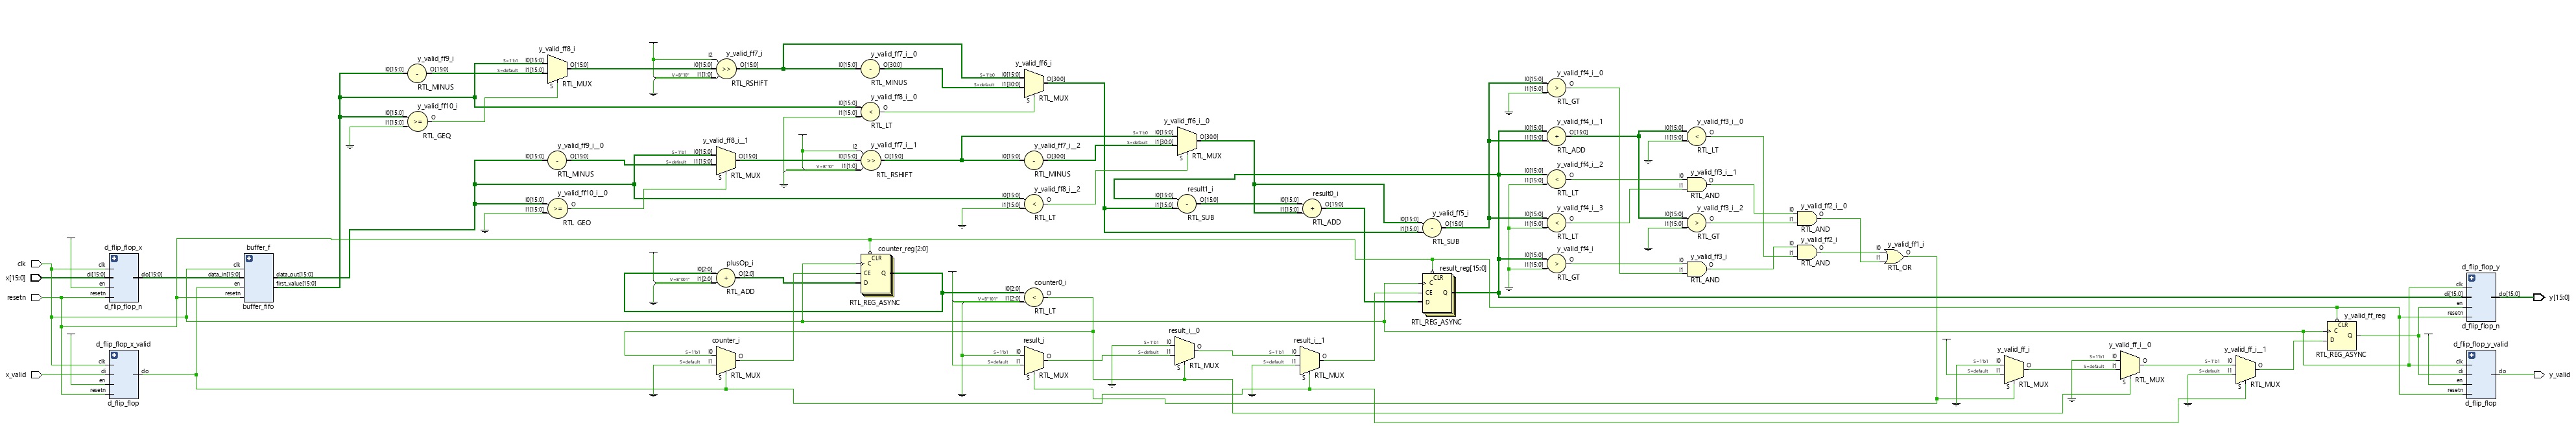 clk
x[15:0]
resetn
x_valid
d_flip_flop_x
clk
di[15:0]
en
resetn
do[15:0]
d_flip_flop_n
d_flip_flop_x_valid
clk
di
en
resetn
do
d_flip_flop
buffer_f
clk
data_in[15:0]
en
resetn
data_out[15:0]
first_value[15:0]
buffer_fifo
y_valid_ff9_i
I0[15:0]
O[15:0]
RTL_MINUS
y_valid_ff10_i
I0[15:0]
I1[15:0]
O
>=
RTL_GEQ
y_valid_ff8_i
S=1'b1
I0[15:0]
S=default
I1[15:0]
O[15:0]
S
RTL_MUX
y_valid_ff9_i__0
I0[15:0]
O[15:0]
RTL_MINUS
y_valid_ff10_i__0
I0[15:0]
I1[15:0]
O
>=
RTL_GEQ
y_valid_ff7_i
I2
I0[15:0]
V=B"10"
I1[1:0]
O[15:0]
>>
RTL_RSHIFT
y_valid_ff8_i__1
S=1'b1
I0[15:0]
S=default
I1[15:0]
O[15:0]
S
RTL_MUX
y_valid_ff7_i__0
I0[15:0]
O[30:0]
RTL_MINUS
y_valid_ff8_i__0
I0[15:0]
I1[15:0]
O
<
RTL_LT
y_valid_ff7_i__1
I2
I0[15:0]
V=B"10"
I1[1:0]
O[15:0]
>>
RTL_RSHIFT
y_valid_ff6_i
S=1'b0
I0[15:0]
S=default
I1[30:0]
O[30:0]
S
RTL_MUX
y_valid_ff7_i__2
I0[15:0]
O[30:0]
RTL_MINUS
y_valid_ff8_i__2
I0[15:0]
I1[15:0]
O
<
RTL_LT
y_valid_ff6_i__0
S=1'b0
I0[15:0]
S=default
I1[30:0]
O[30:0]
S
RTL_MUX
result1_i
I0[15:0]
I1[15:0]
O[15:0]
RTL_SUB
result0_i
I0[15:0]
I1[15:0]
O[15:0]
+
RTL_ADD
y_valid_ff5_i
I0[15:0]
I1[15:0]
O[15:0]
RTL_SUB
plusOp_i
I0[2:0]
V=B"001"
I1[2:0]
O[2:0]
+
RTL_ADD
counter_reg[2:0]
CLR
C
CE
D
Q
RTL_REG_ASYNC
counter0_i
I0[2:0]
V=B"101"
I1[2:0]
O
<
RTL_LT
counter_i
S=1'b1
I0
S=default
I1
O
S
RTL_MUX
result_i
S=1'b1
I0
S=default
I1
O
S
RTL_MUX
result_i__0
S=1'b1
I0
S=default
I1
O
S
RTL_MUX
result_i__1
S=1'b1
I0
S=default
I1
O
S
RTL_MUX
result_reg[15:0]
CLR
C
CE
D
Q
RTL_REG_ASYNC
y_valid_ff4_i__0
I0[15:0]
I1[15:0]
O
>
RTL_GT
y_valid_ff4_i__1
I0[15:0]
I1[15:0]
O[15:0]
+
RTL_ADD
y_valid_ff4_i__2
I0[15:0]
I1[15:0]
O
<
RTL_LT
y_valid_ff4_i__3
I0[15:0]
I1[15:0]
O
<
RTL_LT
y_valid_ff4_i
I0[15:0]
I1[15:0]
O
>
RTL_GT
y_valid_ff3_i__0
I0[15:0]
I1[15:0]
O
<
RTL_LT
y_valid_ff3_i__1
I0
I1
O
RTL_AND
y_valid_ff3_i__2
I0[15:0]
I1[15:0]
O
>
RTL_GT
y_valid_ff3_i
I0
I1
O
RTL_AND
y_valid_ff2_i__0
I0
I1
O
RTL_AND
y_valid_ff2_i
I0
I1
O
RTL_AND
y_valid_ff1_i
I0
I1
O
RTL_OR
y_valid_ff_i
S=1'b1
I0
S=default
I1
O
S
RTL_MUX
y_valid_ff_i__0
S=1'b1
I0
S=default
I1
O
S
RTL_MUX
y_valid_ff_i__1
S=1'b1
I0
S=default
I1
O
S
RTL_MUX
y_valid_ff_reg
CLR
C
D
Q
RTL_REG_ASYNC
d_flip_flop_y
clk
di[15:0]
en
resetn
do[15:0]
d_flip_flop_n
d_flip_flop_y_valid
clk
di
en
resetn
do
d_flip_flop
y[15:0]
y_valid